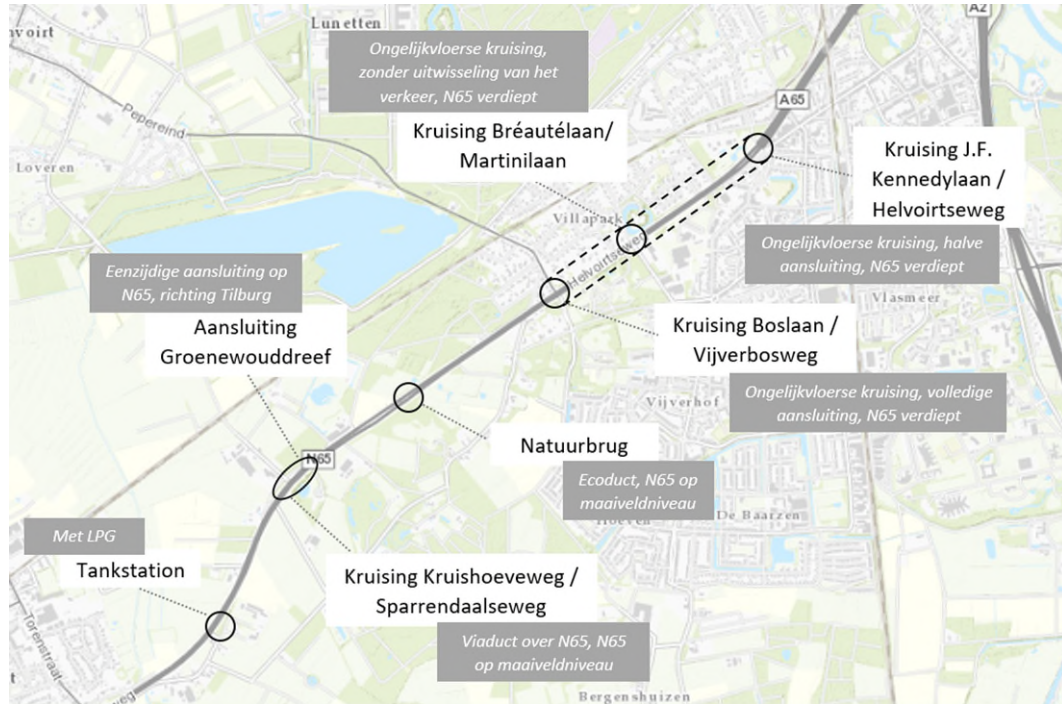 Lunetten
nvoirt
A2
Ongelijkvloerse kruising,
zonder uitwisseling van het
verkeer, N65 verdiept
Kruising Bréautélaan/
Martinilaan
A65
Pepereind
Loveren
Kruising J.F.
Kennedylaan /
Helvoirtseweg
Villapark
Ongelijkvloerse kruising, halve
aansluiting, N65 verdiept
Helvoirtseweg
Eenzijdige aansluiting op
N65, richting Tilburg
Vlasmeer
Aansluiting
Groenewouddreef
Kruising Boslaan /
Vijverbosweg
Vijverhof
Ongelijkvloerse kruising, volledige
aansluiting, N65 verdiept
Natuurbrug
N65
Ecoduct, N65 op
maaiveldniveau
Hoeven
De Baarzen
Met LPG
Tankstation
Kruising Kruishoeveweg /
Sparrendaalseweg
Torenstraat
Viaduct over N65, N65
op maaiveldniveau
t
weg
Bergenshuizen